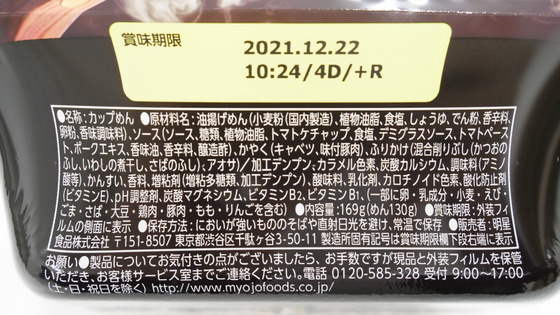 賞味期限
2021.12.22
10:24/4D/+R
●名称:カップめん ●原材料名:油揚げめん(小麦粉(国内製造)、植物油脂、食塩、しょうゆ、でん粉、香辛料、
卵粉、香味調味料)、ソース(ソース、糖類、植物油脂、トマトケチャップ、食塩、デミグラスソース、トマトペース
ト、ポークエキス、香味油、香辛料、醸造酢)、かやく(キャベツ、味付豚肉)、ふりかけ(混合削りぶし(かつおの
ふし、いわしの煮干し、さばのふし)、アオサ)/加工デンプン、カラメル色素、炭酸カルシウム、調味料(アミノ
酸等)、かんすい、香料、増粘剤(増粘多糖類、加工デンプン)、酸味料、乳化剤、カロチノイド色素、酸化防止剤
(ビタミンE)、pH調整剤、炭酸マグネシウム、ビタミンB2、ビタミンB1、(一部に卵・乳成分・小麦・えび・
ごま・さば・大豆・鶏肉・豚肉・もも・りんごを含む) ●内容量:169g(めん130g) ●賞味期限:外装フィ
ルムの側面に表示 ●保存方法:においが強いもののそばや直射日光を避け、常温で保存 ●販売者:明星
食品株式会社 〒151-8507 東京都渋谷区千駄ヶ谷3-50-11 製造所固有記号は賞味期限欄下段右端に表示
お願い●製品についてお気付きの点がございましたら、お手数ですが現品と外装フィルムを保管
いただき、お客様サービス室までご連絡ください。電話 0120-585-328 受付 9:00~17:00
(土・日・祝日を除く) http://www.myojofoods.co.jp/